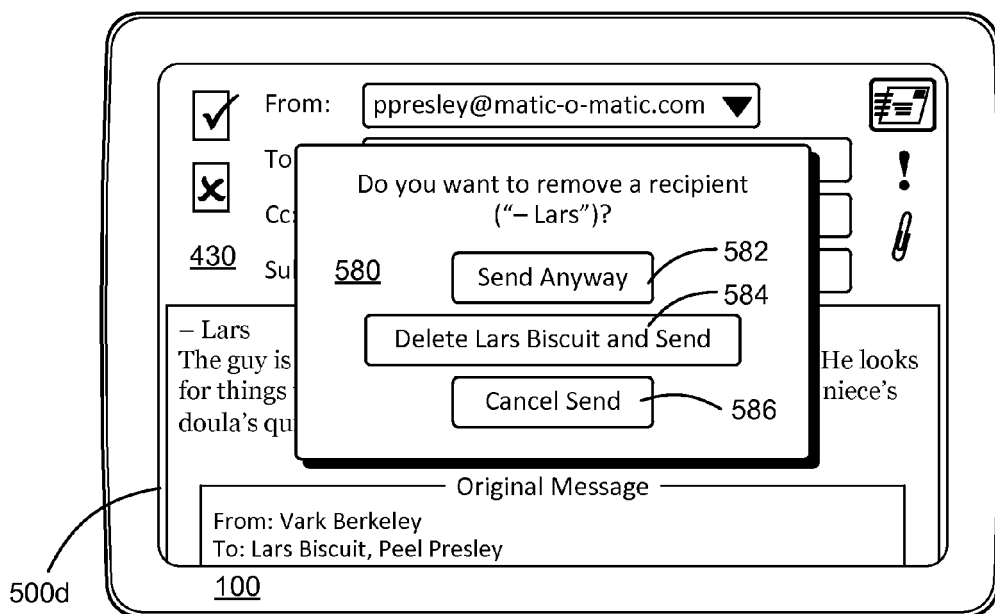 From: ppresley@matic-o-matic.com
To
Cc:
Do you want to remove a recipient
(“– Lars”)?
430
Sul
580
Send Anyway
582
584
Delete Lars Biscuit and Send
Cancel Send
586
– Lars
The guy is He looks
for things niece’s
doula’s
Original Message
From: Vark Berkeley
To: Lars Biscuit, Peel Presley
500d
100